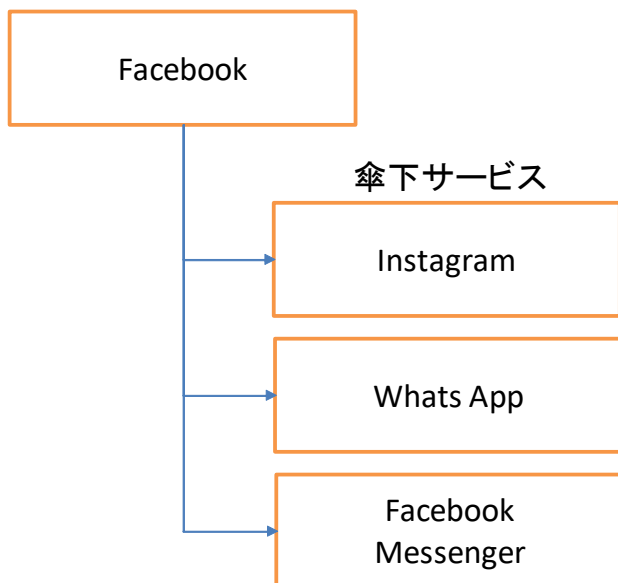 Facebook
傘下サービス
Instagram
Whats App
Facebook
Messenger